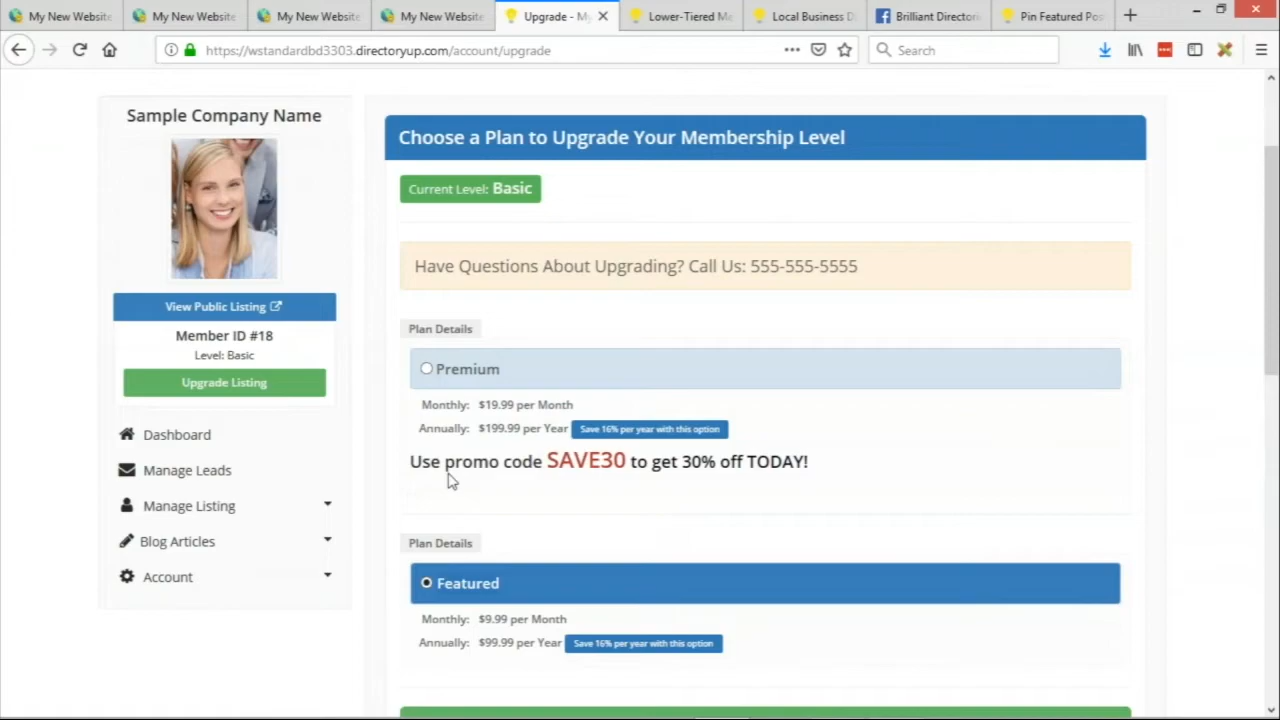 My New Website
My New Website
My New Website
My New Website
Upgrade - My
Lower-Tiered Me
Local Business D
Brilliant Director
Pin Featured Pos
https://wstandardbd3303.directoryup.com/account/upgrade
Search
Sample Company Name
View Public Listing
Member ID #18
Level: Basic
Upgrade Listing
Dashboard
Manage Leads
Manage Listing
Blog Articles
Account
Choose a Plan to Upgrade Your Membership Level
Current Level: Basic
Have Questions About Upgrading? Call Us: 555-555-5555
Plan Details
Premium
Monthly: $19.99 per Month
Annually: $199.99 per Year Save 16% per year with this option
Use promo code SAVE30 to get 30% off TODAY!
Plan Details
Featured
Monthly: $9.99 per Month
Annually: $99.99 per Year Save 16% per year with this option